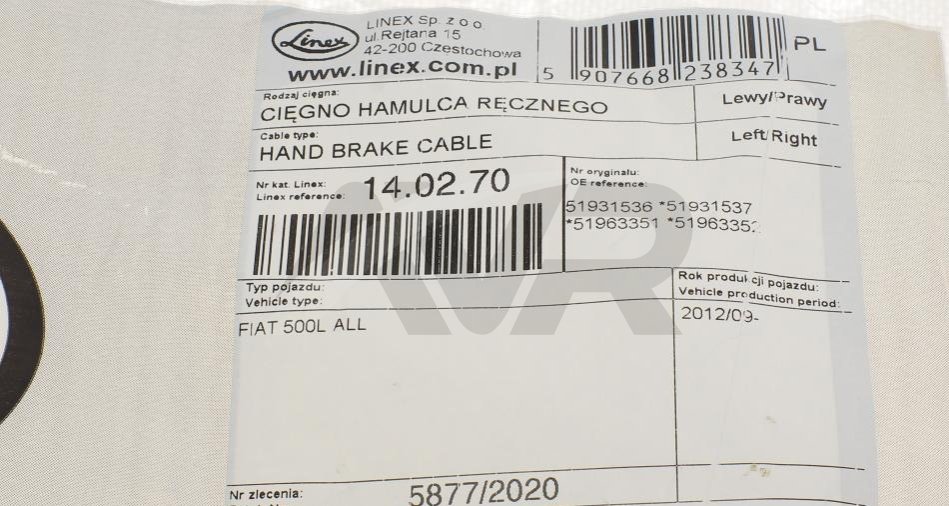 Linex
LINEX Sp. z o o.
ul.Rejtana 15
42-200 Częstochowa
www.linex.com.pl
5 907668 238347
PL
Rodzaj cięgna:
CIĘGNO HAMULCA RĘCZNEGO
Lewy/Prawy
Cable type:
HAND BRAKE CABLE
Left/Right
Nr kat. Linex:
Linex reference:
14.02.70
Nr oryginału:
OE reference:
51931536 *51931537
*51963351 *51963352
AVR
Typ pojazdu:
Vehicle type:
Rok produkcji pojazdu:
Vehicle production period:
FIAT 500L ALL
2012/09-
Nr zlecenia:
5877/2020